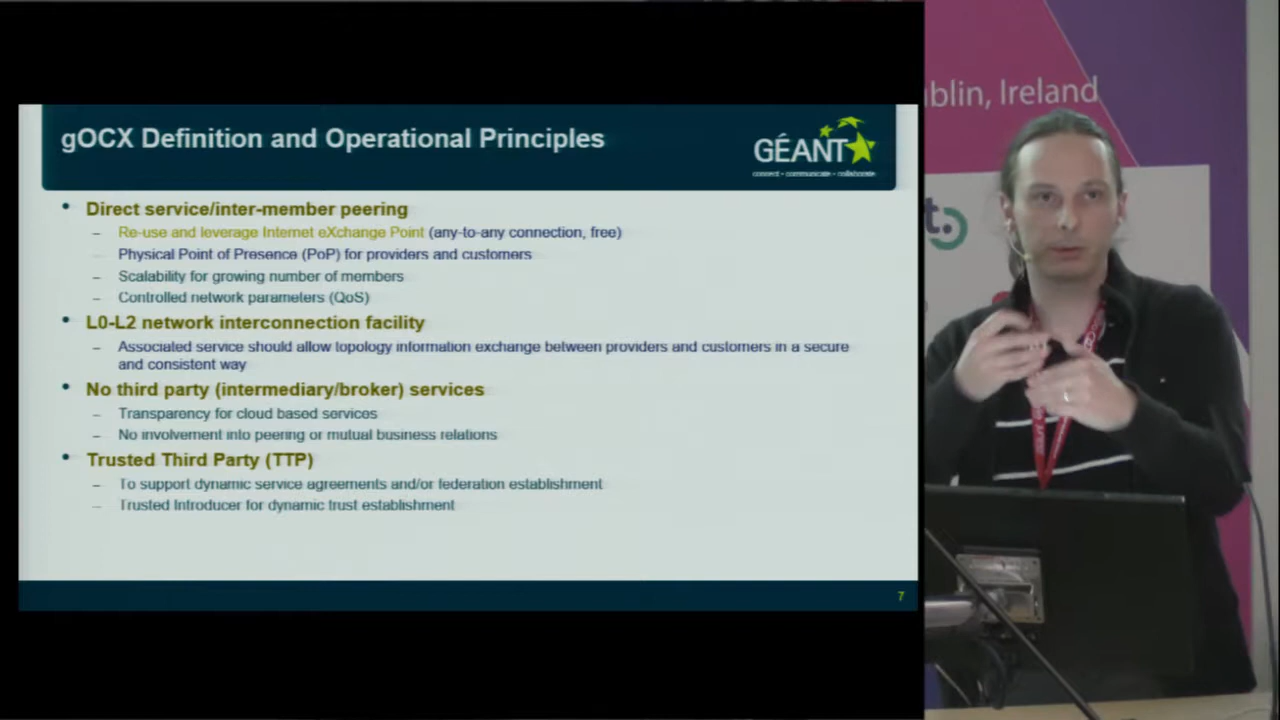 gOCX Definition and Operational Principles
GÉANT
connect • communicate • collaborate
• Direct service/inter-member peering
– Re-use and leverage Internet eXchange Point (any-to-any connection, free)
– Physical Point of Presence (PoP) for providers and customers
– Scalability for growing number of members
– Controlled network parameters (QoS)
• L0-L2 network interconnection facility
– Associated service should allow topology information exchange between providers and customers in a secure
and consistent way
• No third party (intermediary/broker) services
– Transparency for cloud based services
– No involvement into peering or mutual business relations
• Trusted Third Party (TTP)
– To support dynamic service agreements and/or federation establishment
– Trusted Introducer for dynamic trust establishment
7
blin, Ireland
t.